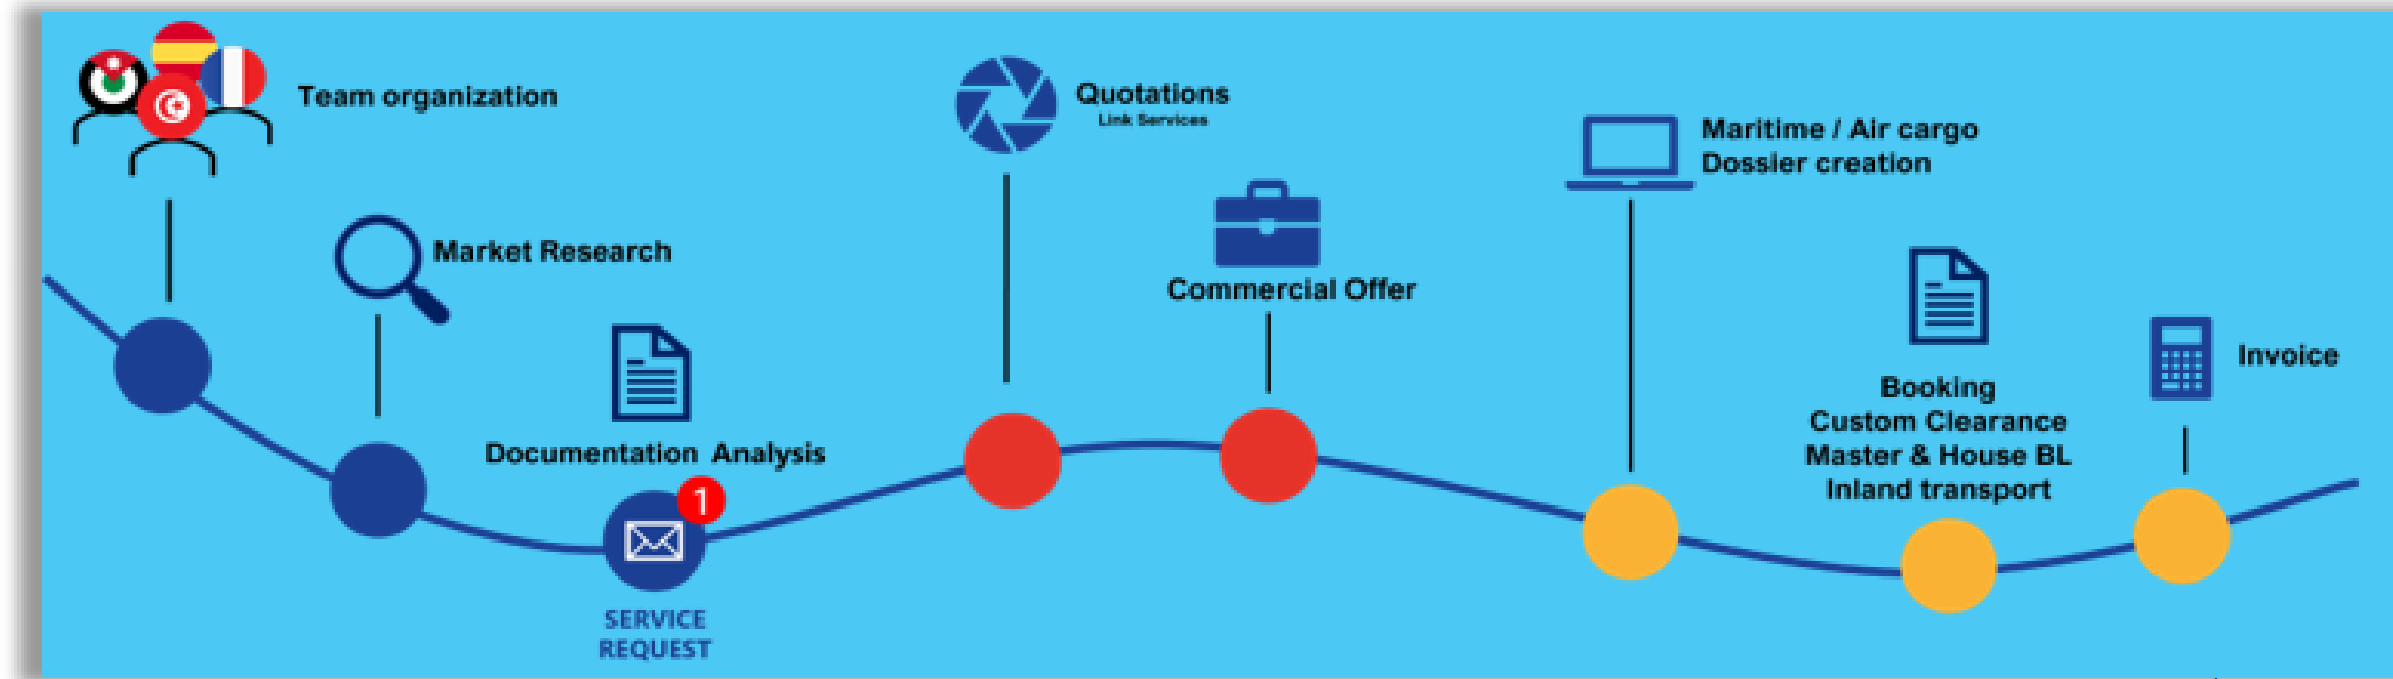 Team organization
Market Research
Documentation Analysis
1
SERVICE
REQUEST
Quotations
Link Services
Commercial Offer
Maritime / Air cargo
Dossier creation
Booking
Custom Clearance
Master & House BL
Inland transport
Invoice